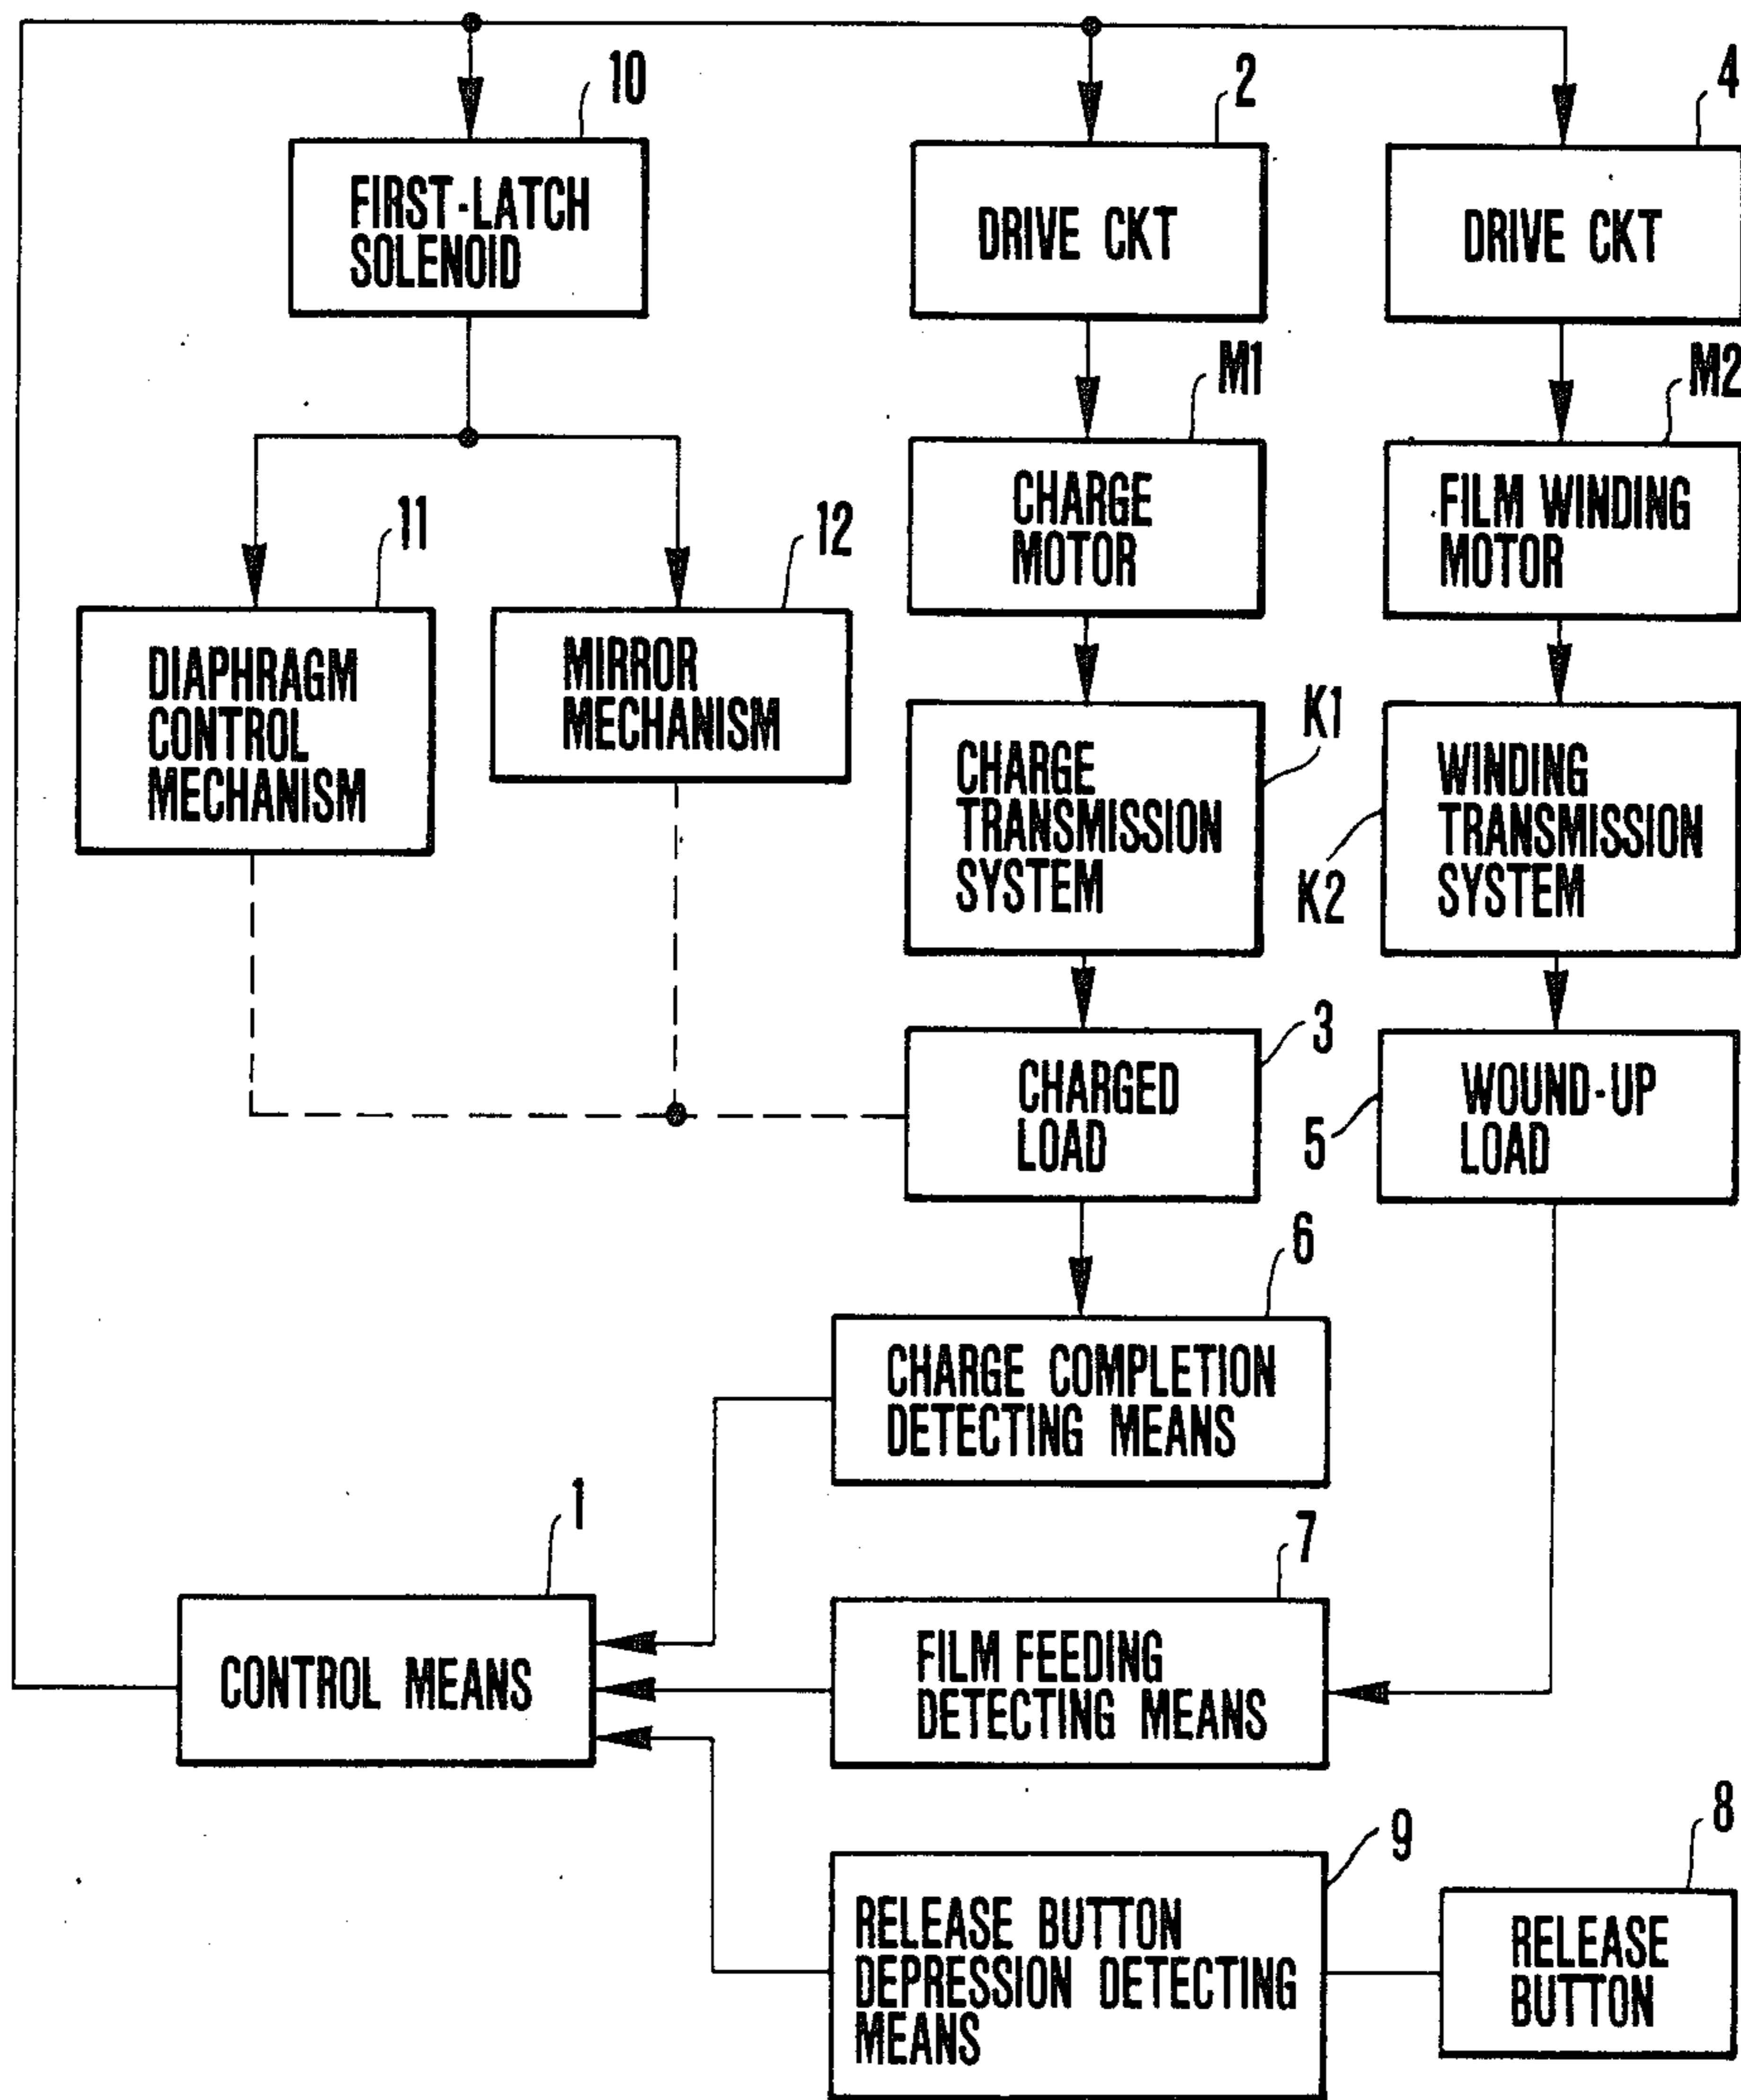 10
2
4
FIRST-LATCH
SOLENOID
DRIVE CKT
DRIVE CKT
M1
M2
CHARGE
MOTOR
FILM WINDING
MOTOR
11
12
DIAPHRAGM
CONTROL
MECHANISM
MIRROR
MECHANISM
K1
CHARGE
TRANSMISSION
SYSTEM
K2
WINDING
TRANSMISSION
SYSTEM
3
CHARGED
LOAD
5
WOUND-UP
LOAD
6
CHARGE COMPLETION
DETECTING MEANS
1
CONTROL MEANS
7
FILM FEEDING
DETECTING MEANS
9
RELEASE BUTTON
DEPRESSION DETECTING
MEANS
8
RELEASE
BUTTON